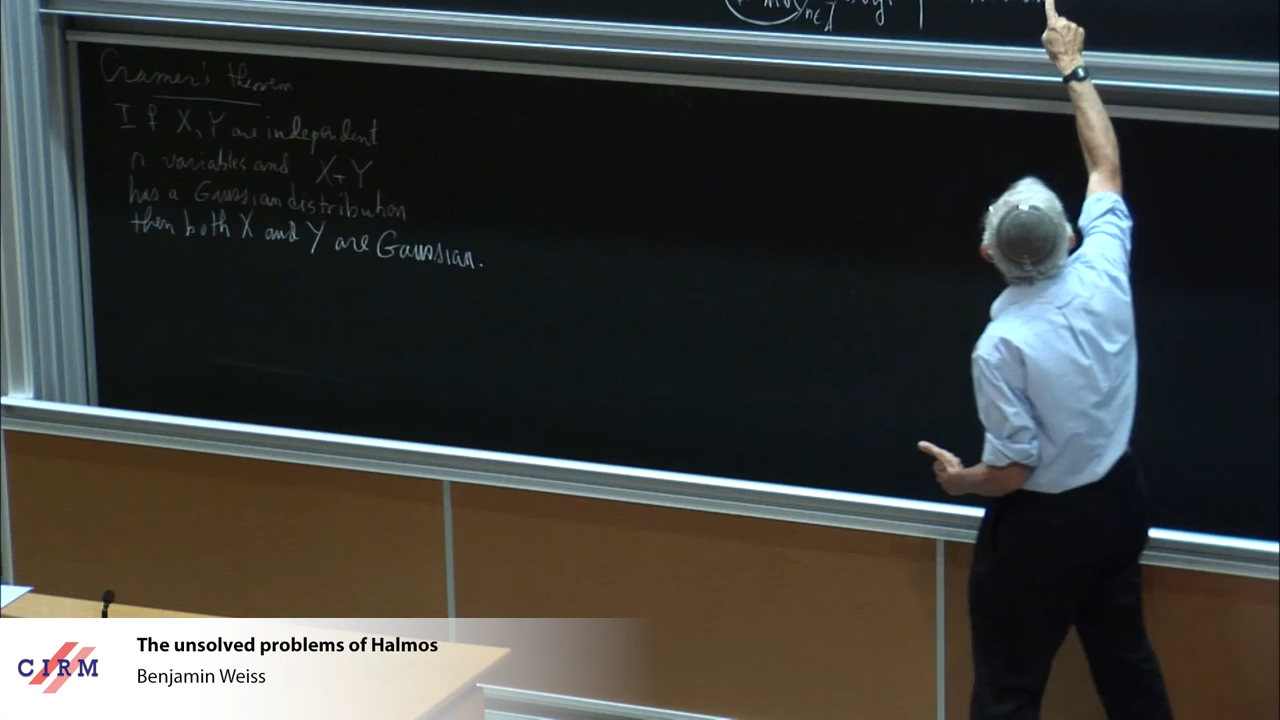 Cramer's theorem
If X, Y are independent
r variables and X+Y
has a Gaussian distribution
then both X and Y are Gaussian.
The unsolved problems of Halmos
CIRM
Benjamin Weiss